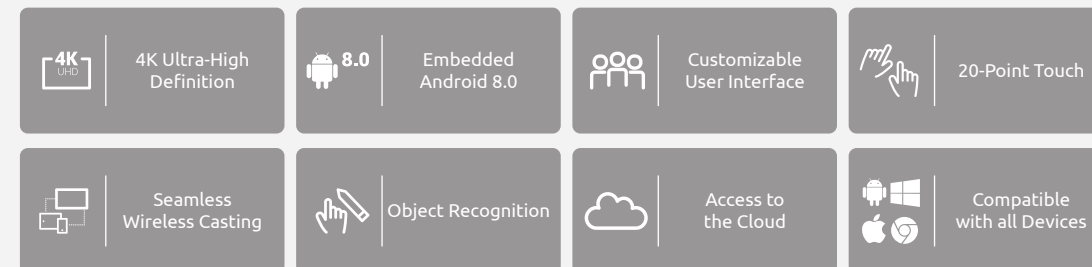 4K
UHD
4K Ultra-High
Definition
8.0
Embedded
Android 8.0
Customizable
User Interface
20-Point Touch
Seamless
Wireless Casting
Object Recognition
Access to
the Cloud
Compatible
with all Devices